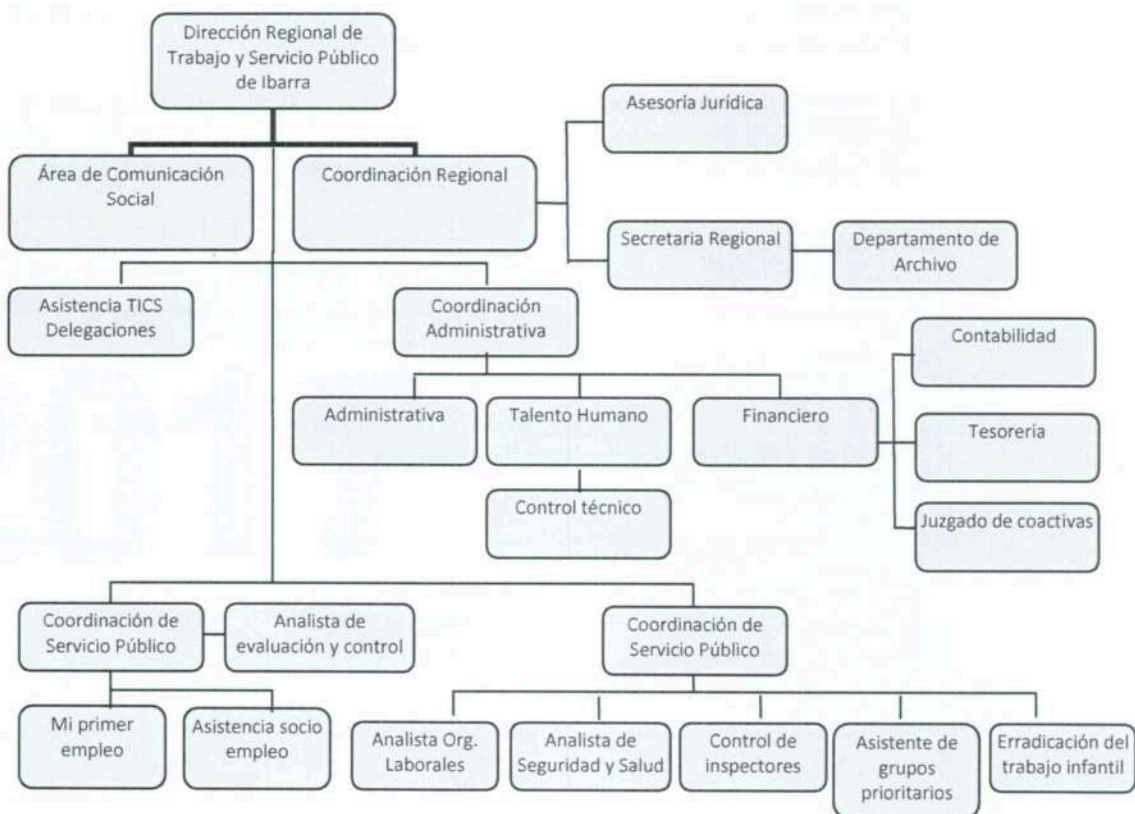 Dirección Regional de
Trabajo y Servicio Público
de Ibarra
Asesoría Jurídica
Área de Comunicación
Social
Coordinación Regional
Secretaria Regional
Departamento de
Archivo
Asistencia TICS
Delegaciones
Coordinación
Administrativa
Contabilidad
Administrativa
Talento Humano
Financiero
Tesorería
Control técnico
Juzgado de coactivas
Coordinación de
Servicio Público
Analista de
evaluación y control
Coordinación de
Servicio Público
Mi primer
empleo
Asistencia socio
empleo
Analista Org.
Laborales
Analista de
Seguridad y Salud
Control de
inspectores
Asistente de
grupos
prioritarios
Erradicación del
trabajo infantil